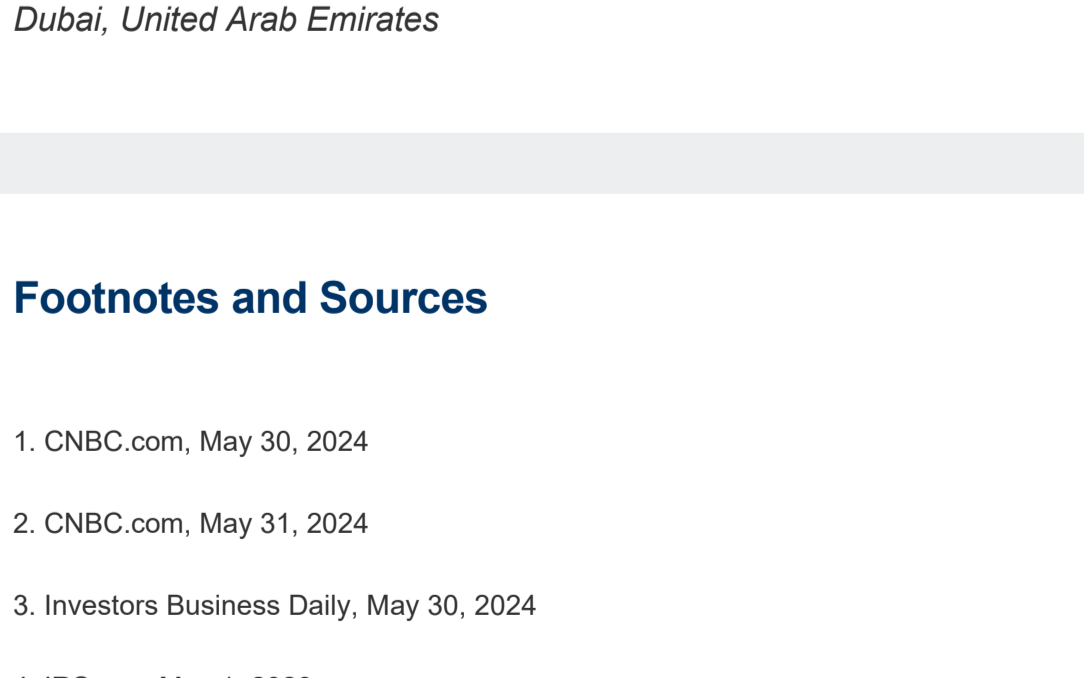 Dubai, United Arab Emirates
Footnotes and Sources
1. CNBC.com, May 30, 2024
2. CNBC.com, May 31, 2024
3. Investors Business Daily, May 30, 2024